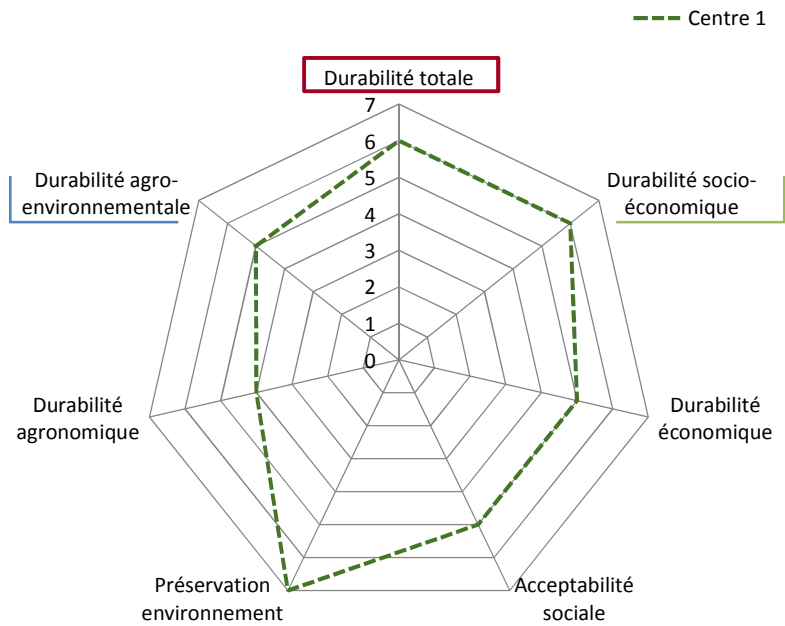 Centre 1
Durabilité totale
7
6
5
4
3
2
1
0
Durabilité agro-
environnementale
Durabilité socio-
économique
Durabilité
agronomique
Durabilité
économique
Préservation
environnement
Acceptabilité
sociale